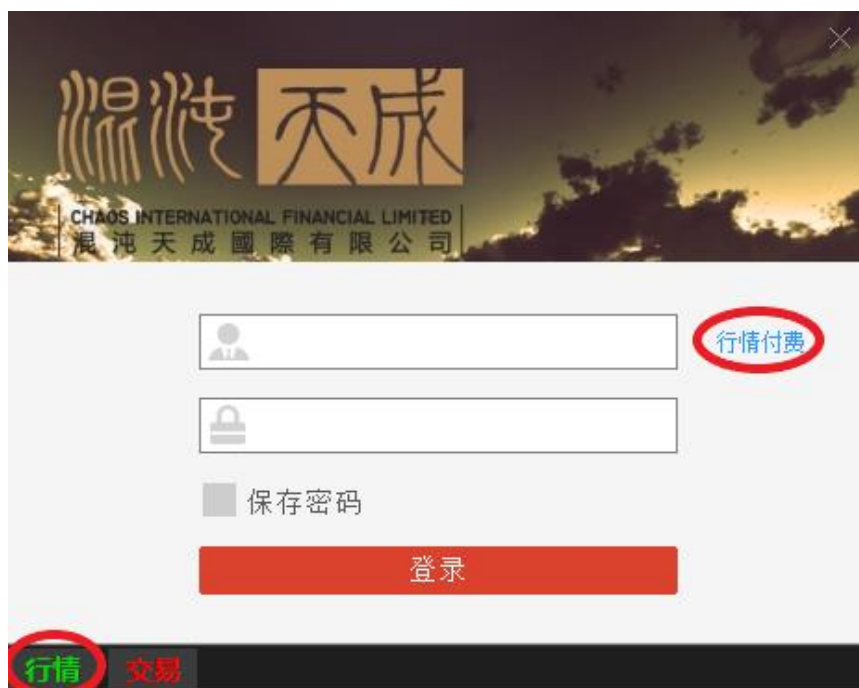 混沌天成
CHAOS INTERNATIONAL FINANCIAL LIMITED
混沌天成國際有限公司
行情付费
保存密码
登录
行情 交易